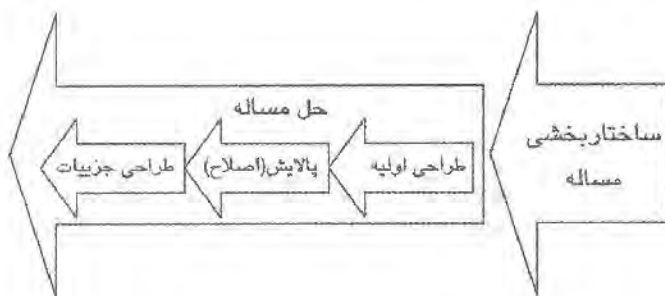 ساختاربخشی
مساله
حل مساله
طراحی اولیه
پالایش(اصلاح)
طراحی جزییات